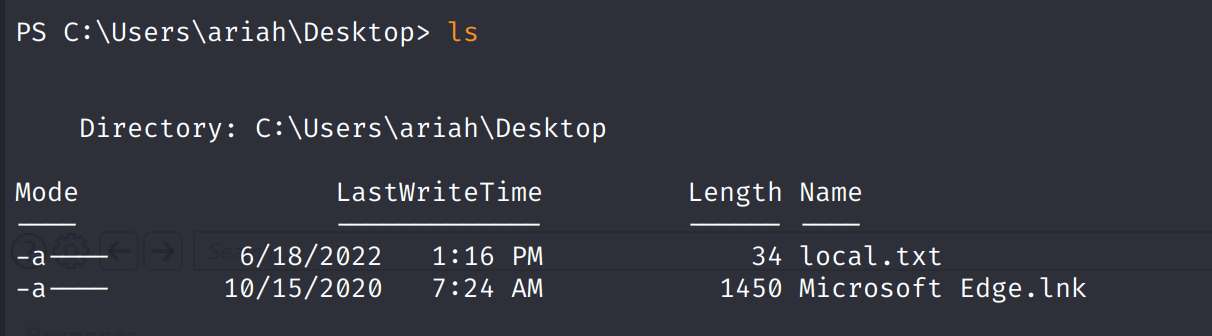 PS C:\Users\ariah\Desktop> ls
Directory: C:\Users\ariah\Desktop
Mode                LastWriteTime         Length Name
----                -------------         ------ ----
-a----        6/18/2022   1:16 PM             34 local.txt
-a----       10/15/2020   7:24 AM           1450 Microsoft Edge.lnk
Response